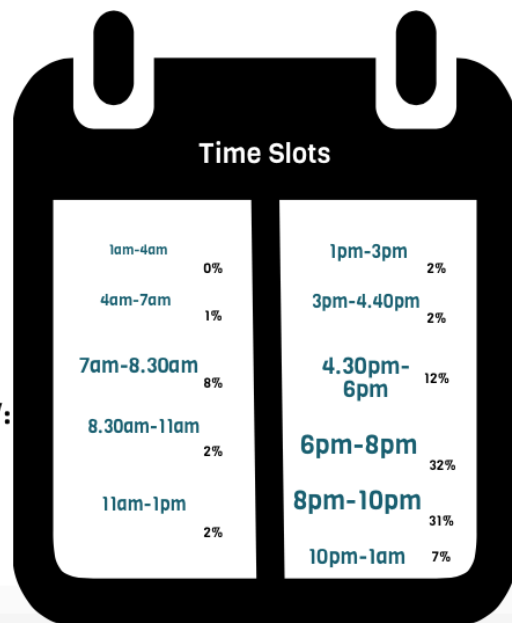 Time Slots
1am-4am
0%
4am-7am
1%
7am-8.30am
8%
8.30am-11am
2%
11am-1pm
2%
1pm-3pm
2%
3pm-4.40pm
2%
4.30pm-
6pm
12%
6pm-8pm
32%
8pm-10pm
31%
10pm-1am
7%